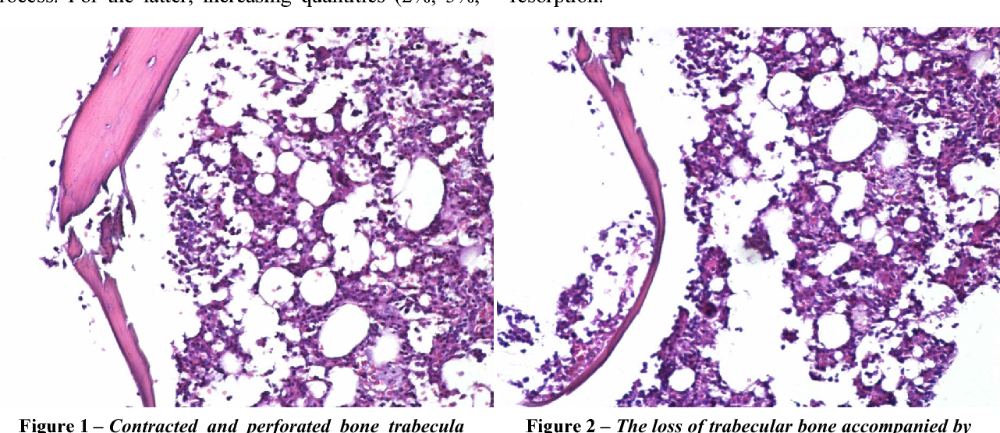 rocess. For the latter, increasing quantities (2%, 5%,
resorption.
Figure 1 – Contracted and perforated bone trabecula
Figure 2 – The loss of trabecular bone accompanied by